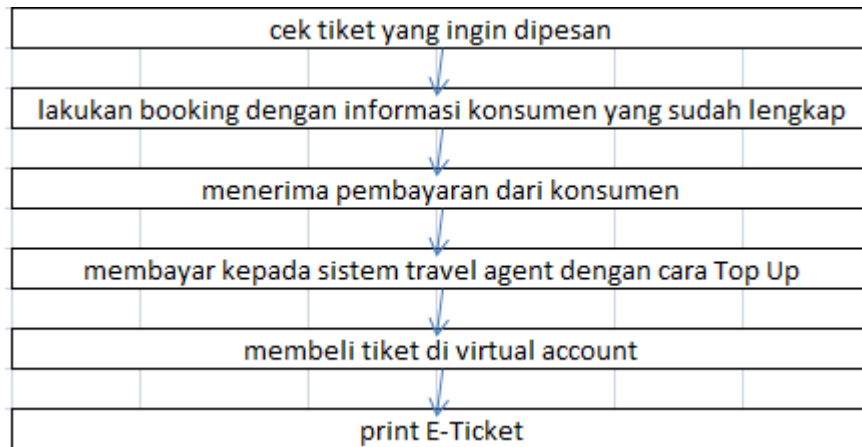 cek tiket yang ingin dipesan
lakukan booking dengan informasi konsumen yang sudah lengkap
menerima pembayaran dari konsumen
membayar kepada sistem travel agent dengan cara Top Up
membeli tiket di virtual account
print E-Ticket